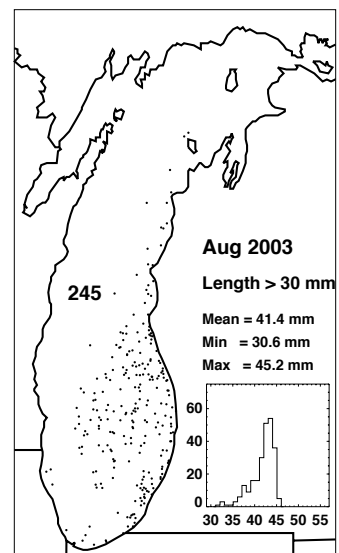 Aug 2003
Length > 30 mm
245
Mean = 41.4 mm
Min = 30.6 mm
Max = 45.2 mm
60
40
20
0
30 35 40 45 50 55